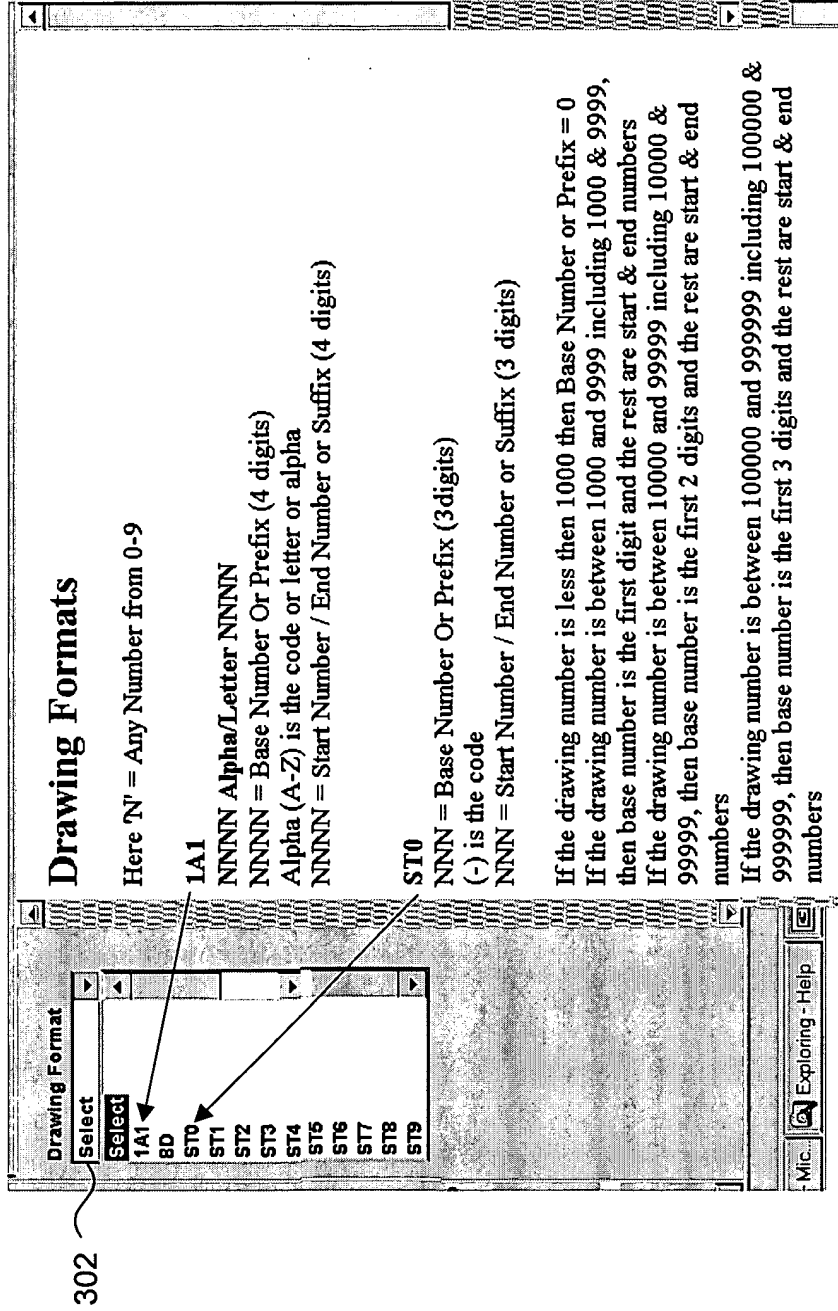 302
Drawing Format
Select
Select
1A1
8D
ST0
ST1
ST2
ST3
ST4
ST5
ST6
ST7
ST8
ST9
Mic...
Exploring - Help
Drawing Formats
Here 'N' = Any Number from 0-9
1A1
NNNN Alpha/Letter NNNN
NNNN = Base Number Or Prefix (4 digits)
Alpha (A-Z) is the code or letter or alpha
NNNN = Start Number / End Number or Suffix (4 digits)
ST0
NNN = Base Number Or Prefix (3digits)
(-) is the code
NNN = Start Number / End Number or Suffix (3 digits)
If the drawing number is less then 1000 then Base Number or Prefix = 0
If the drawing number is between 1000 and 9999 including 1000 & 9999,
then base number is the first digit and the rest are start & end numbers
If the drawing number is between 10000 and 99999 including 10000 &
99999, then base number is the first 2 digits and the rest are start & end
numbers
If the drawing number is between 100000 and 999999 including 100000 &
999999, then base number is the first 3 digits and the rest are start & end
numbers